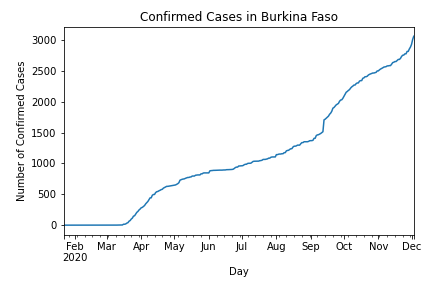 Confirmed Cases in Burkina Faso
Number of Confirmed Cases
3000
2500
2000
1500
1000
500
0
Feb Mar Apr May Jun Jul Aug Sep Oct Nov Dec
2020
Day